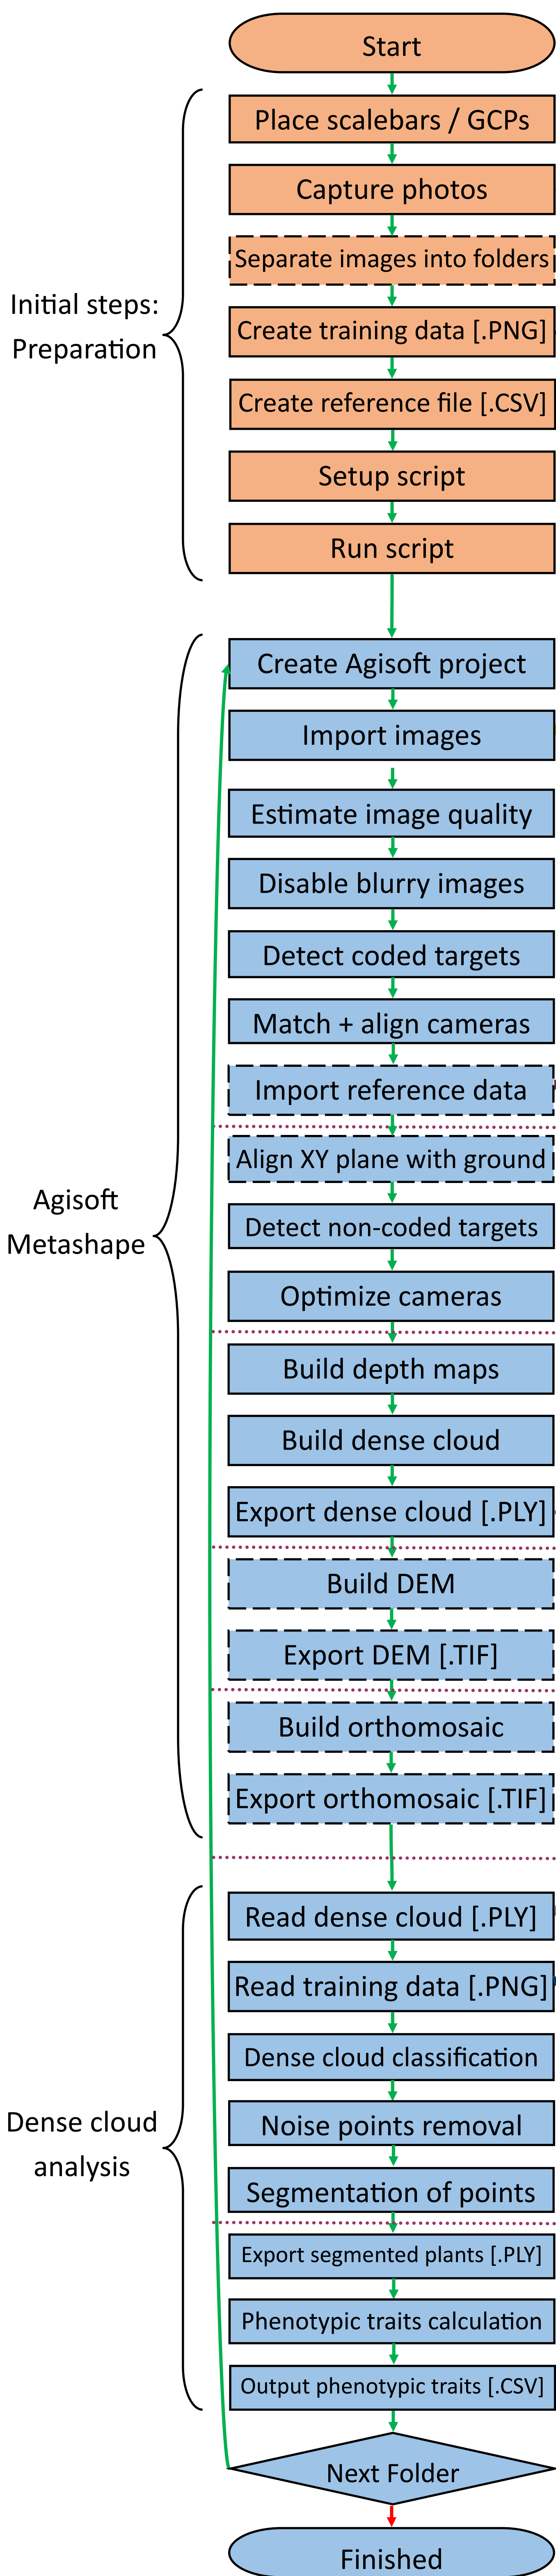 Start
Place scalebars / GCPs
Capture photos
Separate images into folders
Initial steps:
Preparation
Create training data [.PNG]
Create reference file [.CSV]
Setup script
Run script
Create Agisoft project
Import images
Estimate image quality
Disable blurry images
Detect coded targets
Match + align cameras
Import reference data
Align XY plane with ground
Agisoft
Metashape
Detect non-coded targets
Optimize cameras
Build depth maps
Build dense cloud
Export dense cloud [.PLY]
Build DEM
Export DEM [.TIF]
Build orthomosaic
Export orthomosaic [.TIF]
Read dense cloud [.PLY]
Read training data [.PNG]
Dense cloud classification
Dense cloud
analysis
Noise points removal
Segmentation of points
Export segmented plants [.PLY]
Phenotypic traits calculation
Output phenotypic traits [.CSV]
Next Folder
Finished